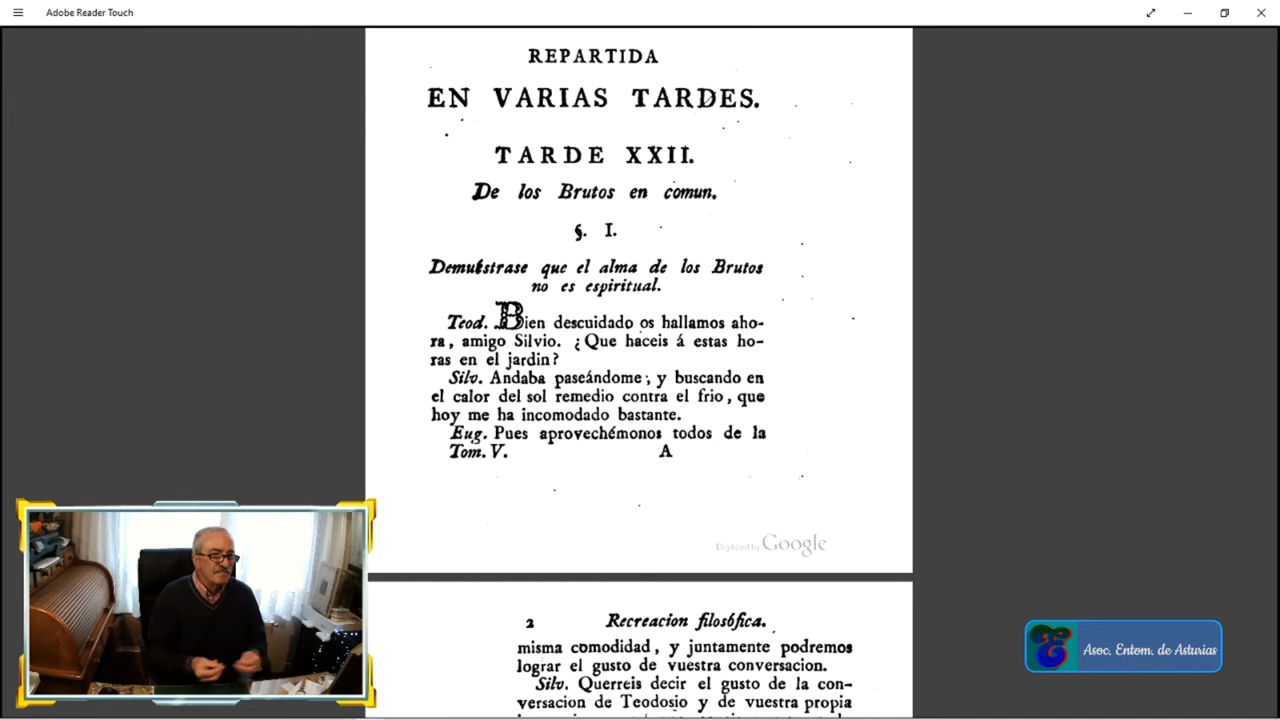 Adobe Reader Touch
REPARTIDA
EN VARIAS TARDES.
TARDE XXII.
De los Brutos en comun.
§. I.
Demuéstrase que el alma de los Brutos
no es espiritual.
Teod. Bien descuidado os hallamos aho-
ra, amigo Silvio. ¿Que haceis á estas ho-
ras en el jardin?
Silv. Andaba paseándome; y buscando en
el calor del sol remedio contra el frio, que
hoy me ha incomodado bastante.
Eug. Pues aprovechémonos todos de la
Tom. V. A
Digitized by Google
2 Recreacion filosófica.
misma comodidad, y juntamente podremos
lograr el gusto de vuestra conversacion.
Silv. Querreis decir el gusto de la con-
versacion de Teodosio y de vuestra propia
Asoc. Entom. de Asturias